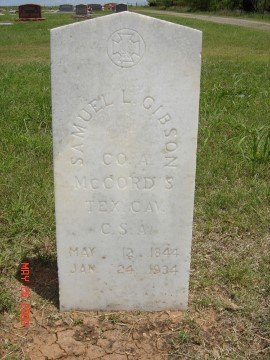 SAMUEL L. GIBSON
CO. A
McCORD'S
TEX. CAV.
C. S. A.
MAY 12 1844
JAN 24 1934